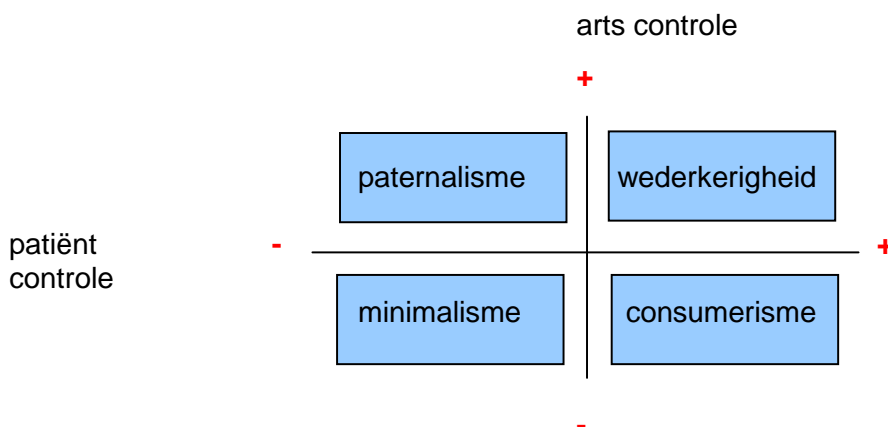 arts controle
+
paternalisme
wederkerigheid
patiënt
controle
-
+
minimalisme
consumerisme
-